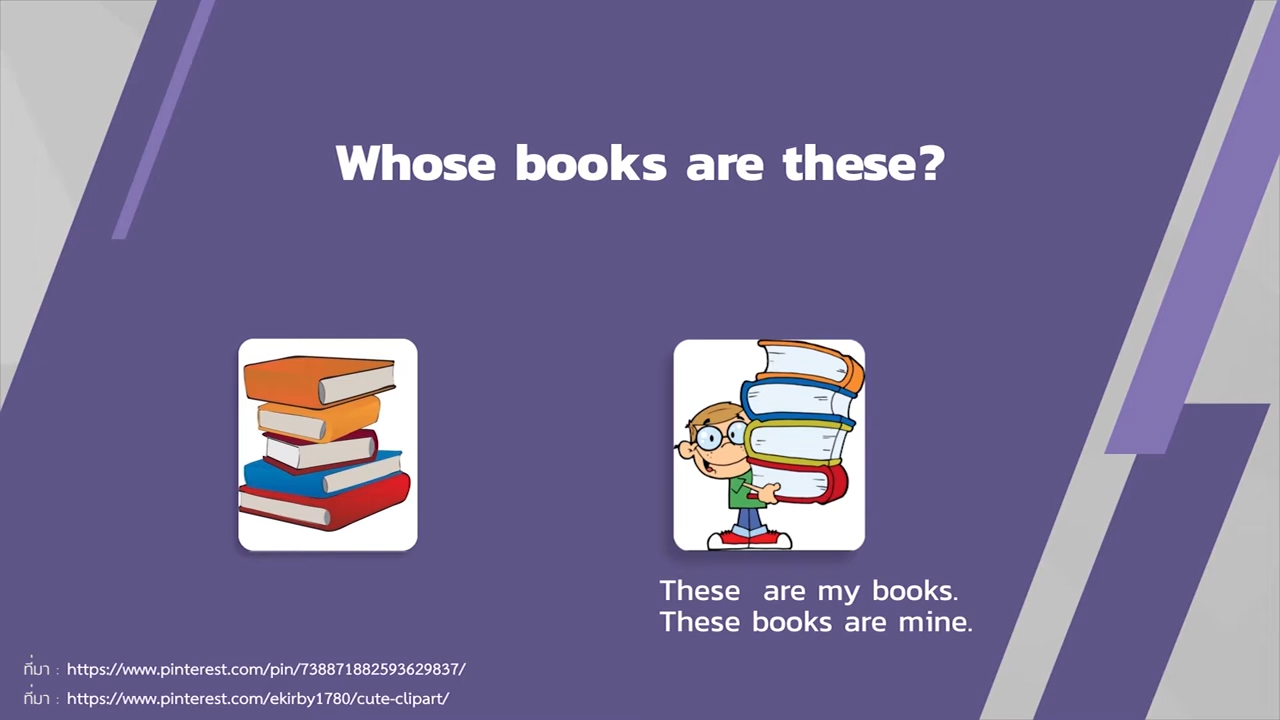 Whose books are these?
These are my books.
These books are mine.
ที่มา : https://www.pinterest.com/pin/738871882593629837/
ที่มา : https://www.pinterest.com/ekirby1780/cute-clipart/